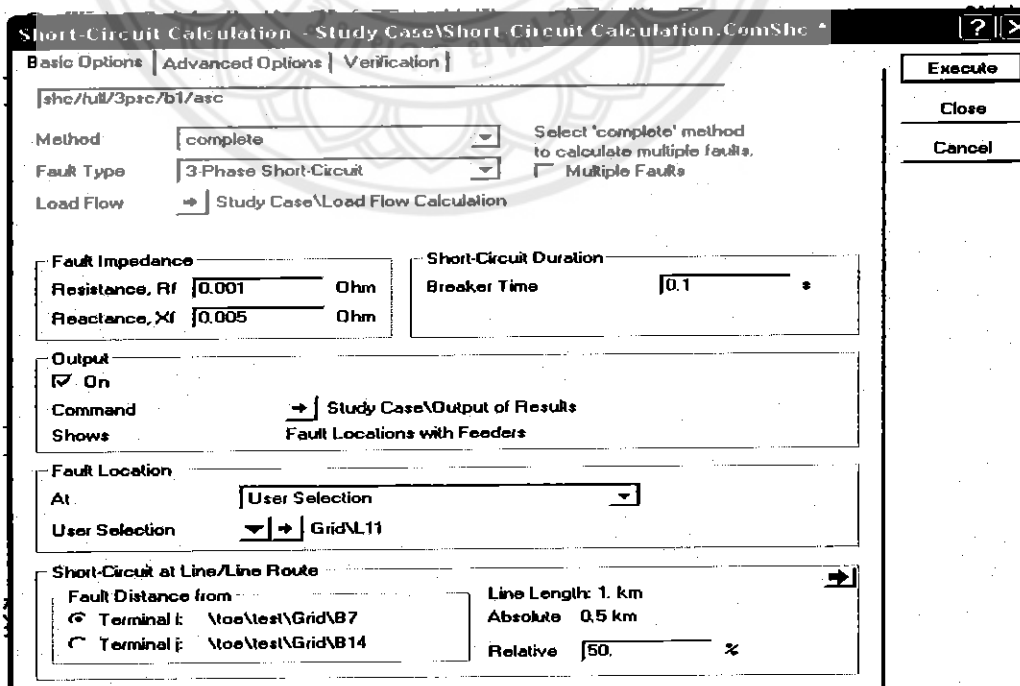 Short-Circuit Calculation - Study Case\Short-Circuit Calculation.ComShc *
Basic Options | Advanced Options | Verification
Execute
Close
Cancel
shc/full/3psc/b1/asc
Method complete
Select 'complete' method
to calculate multiple faults.
Fault Type 3-Phase Short-Circuit
Multiple Faults
Load Flow Study Case\Load Flow Calculation
Fault Impedance
Resistance, Rf 0.001 Ohm
Reactance, Xf 0.005 Ohm
Short-Circuit Duration
Breaker Time 0.1 s
Output
On
Command Study Case\Output of Results
Shows Fault Locations with Feeders
Fault Location
At User Selection
User Selection Grid\L11
Short-Circuit at Line/Line Route
Fault Distance from
Terminal i: \toe\test\Grid\B7
Terminal j: \toe\test\Grid\B14
Line Length: 1. km
Absolute 0,5 km
Relative 50. %